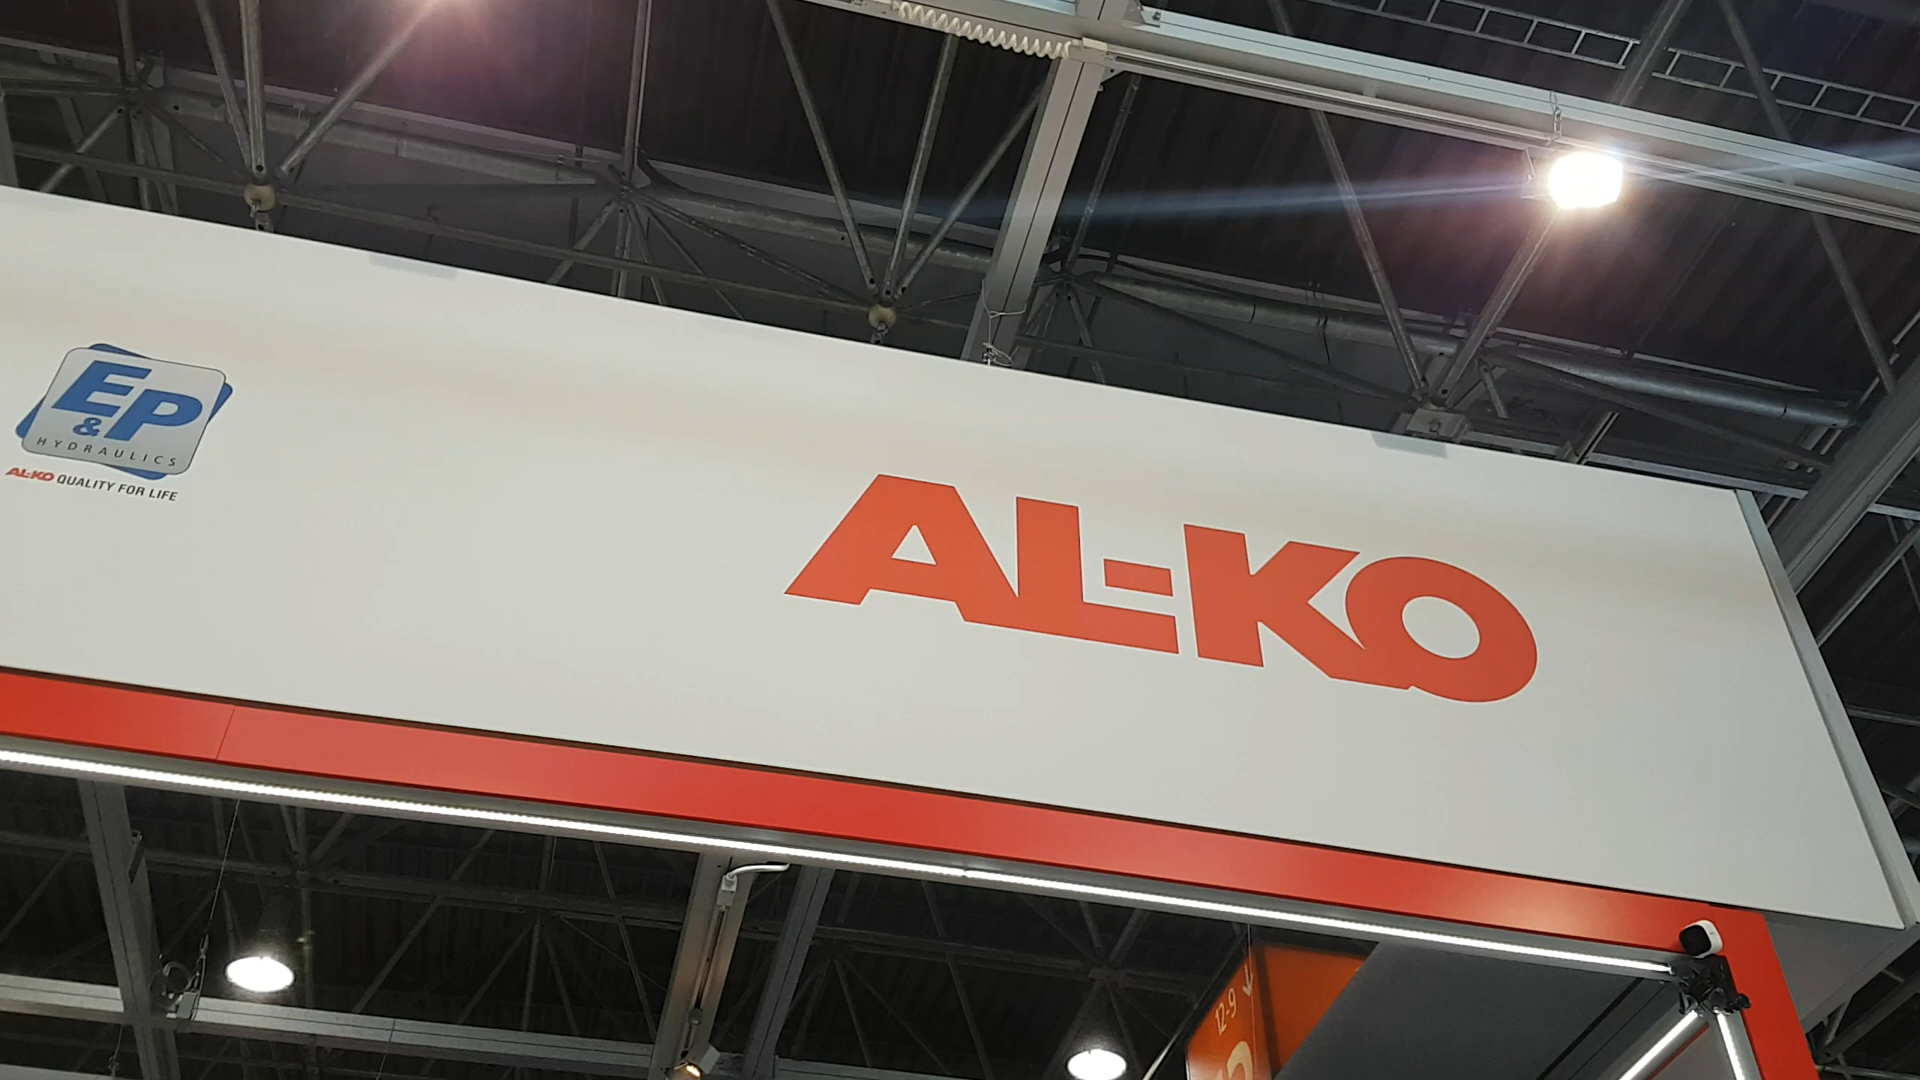 E&P
HYDRAULICS
AL-KO QUALITY FOR LIFE
AL-KO
12-9